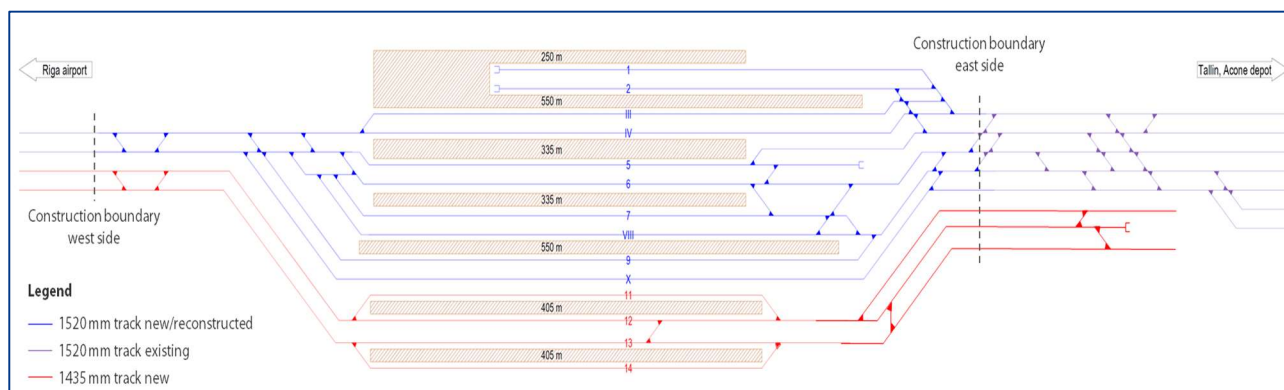 250 m
Construction boundary
east side
Riga airport
1
Tallin, Acone depot
2
550 m
III
IV
335 m
5
6
335 m
7
Construction boundary
west side
VIII
550 m
9
X
Legend
11
405 m
1520 mm track new/reconstructed
12
1520 mm track existing
13
405 m
1435 mm track new
14